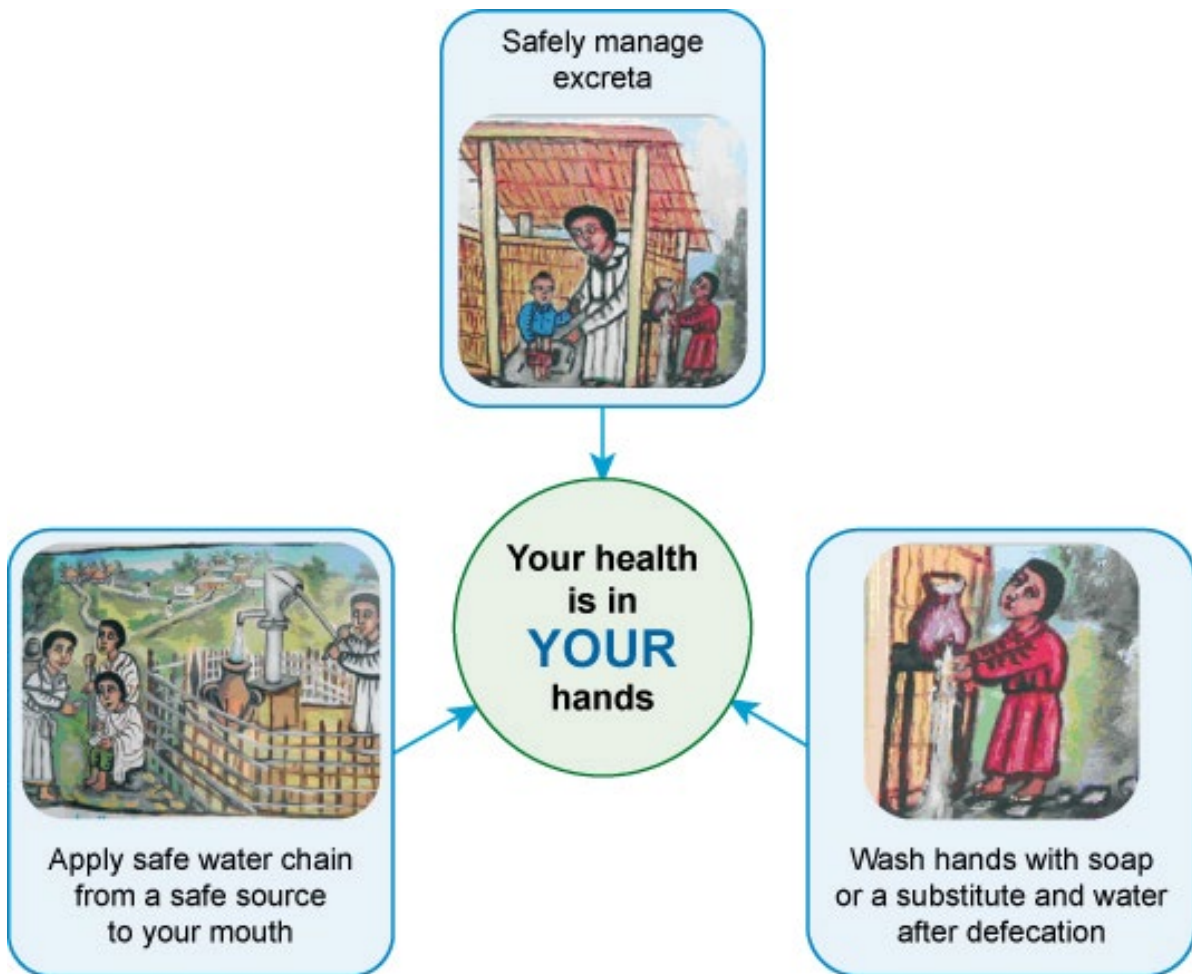 Safely manage
excreta
Your health
is in
YOUR
hands
Apply safe water chain
from a safe source
to your mouth
Wash hands with soap
or a substitute and water
after defecation